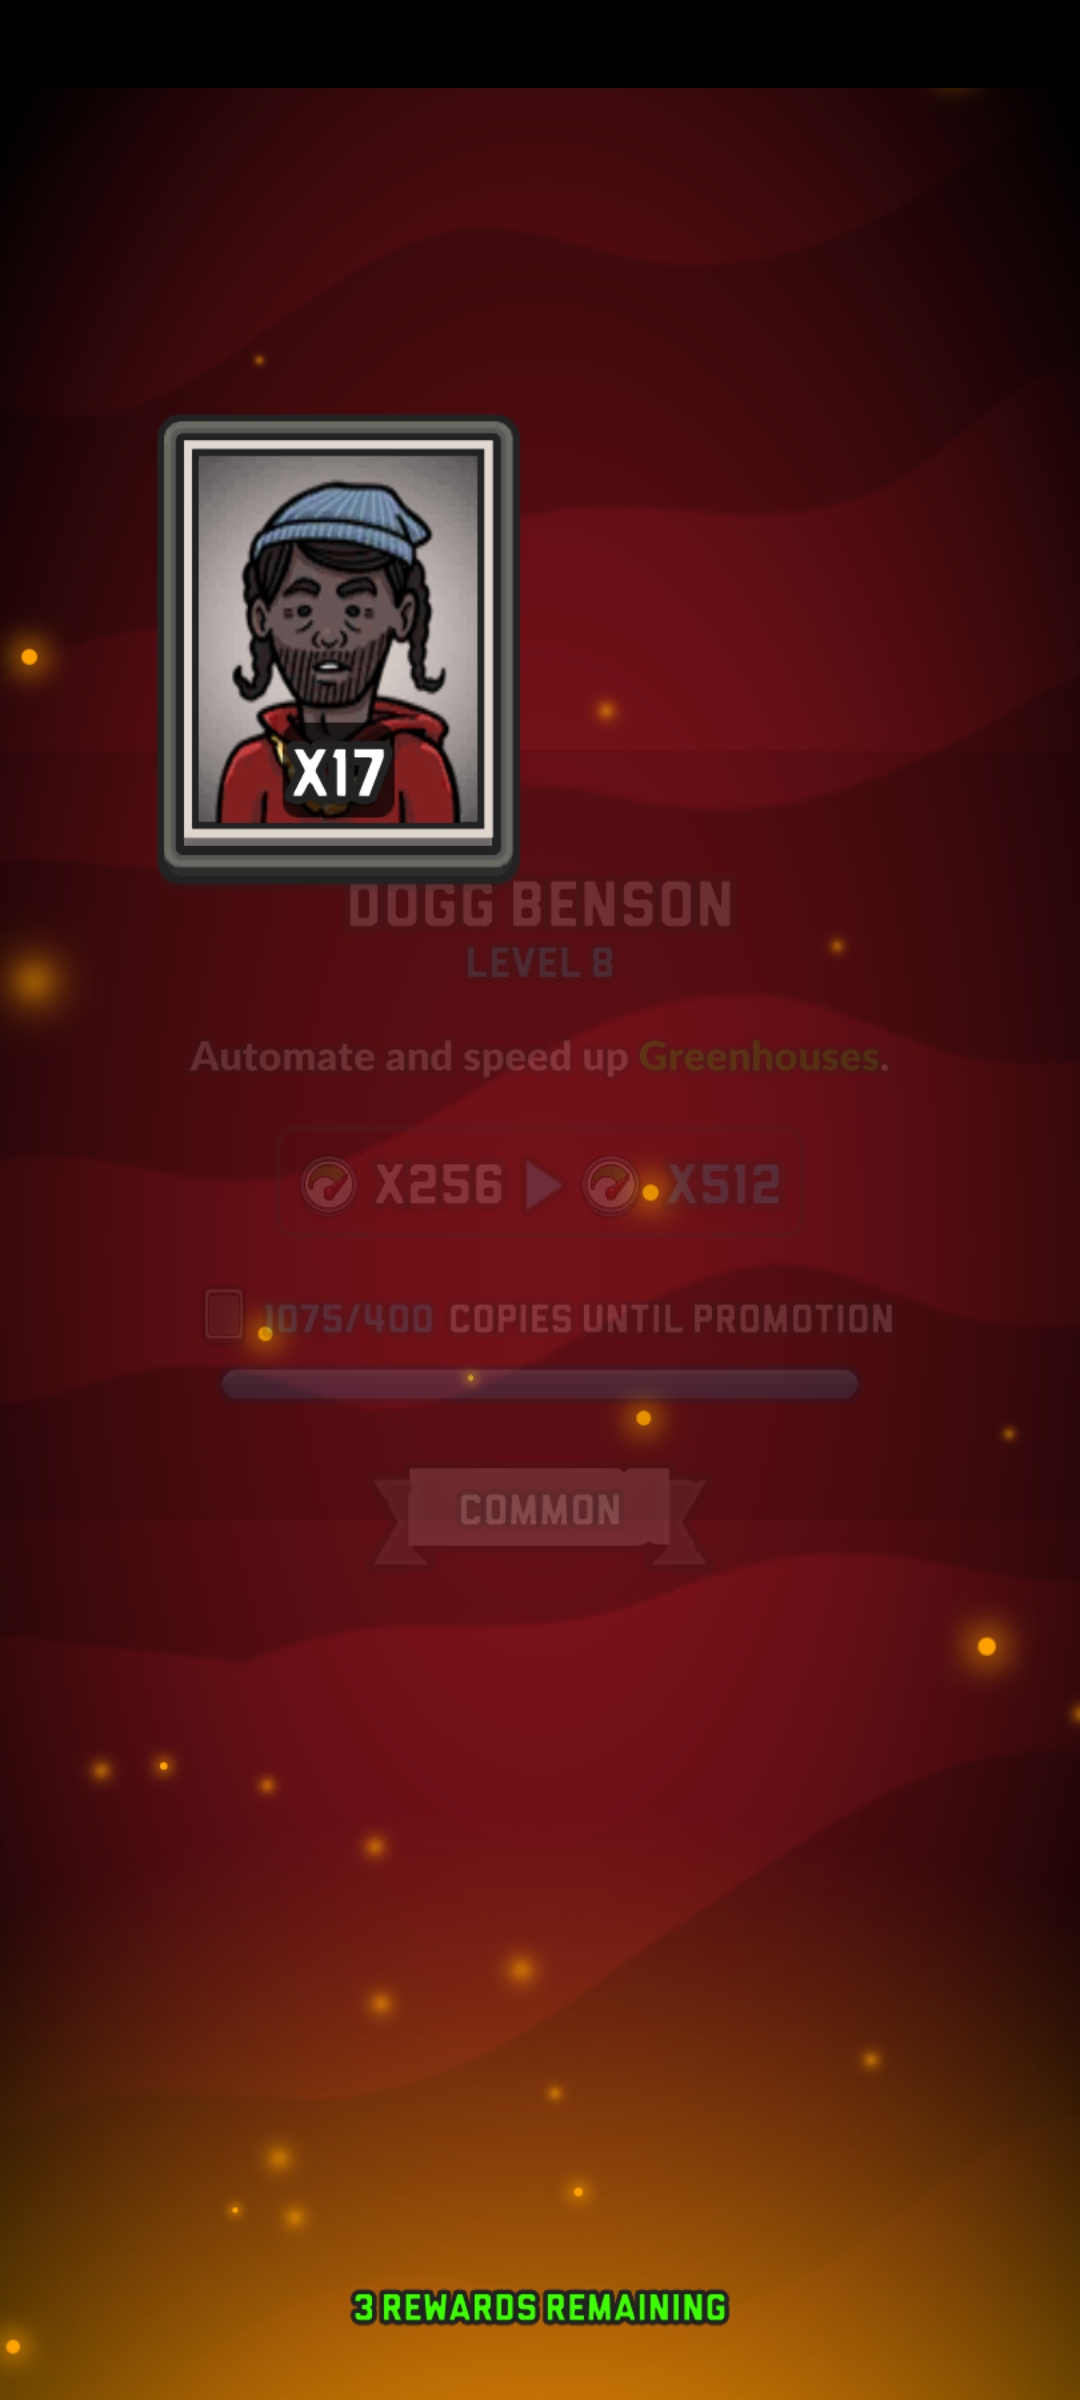 X17
DOGG BENSON
LEVEL 8
Automate and speed up Greenhouses.
X256 X512
1075/400 COPIES UNTIL PROMOTION
COMMON
3 REWARDS REMAINING